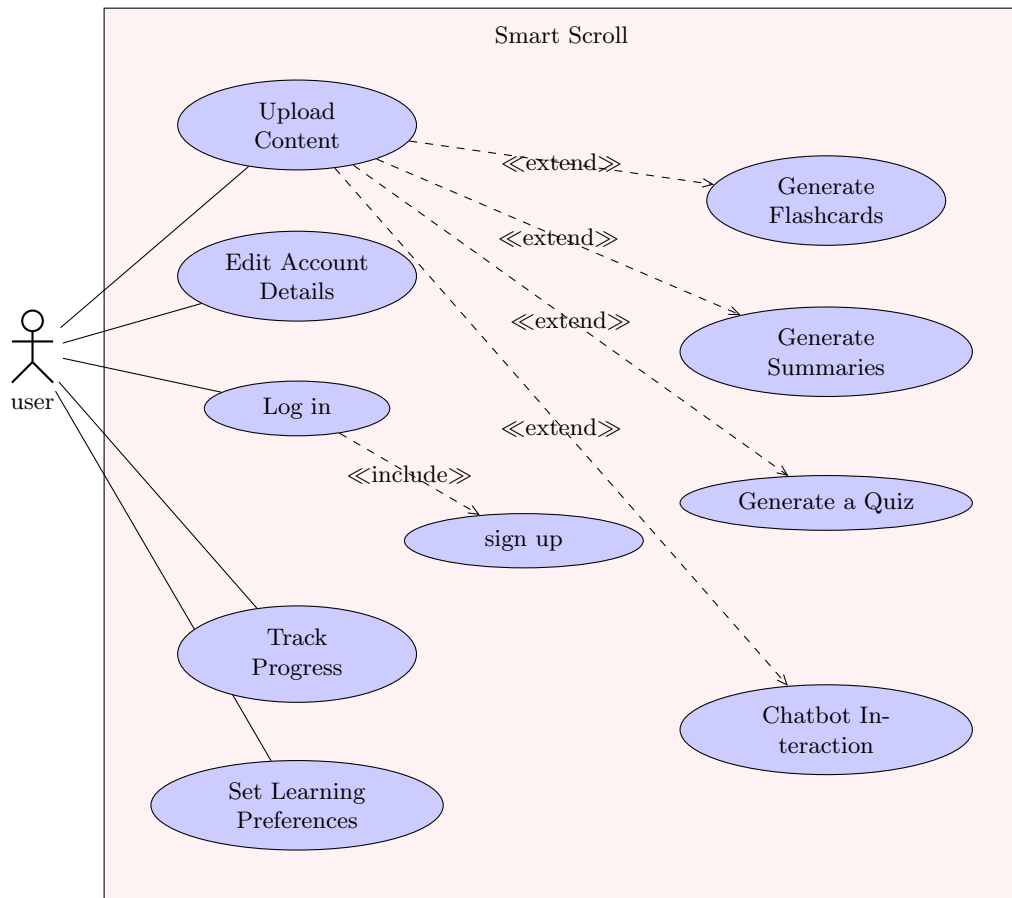 Smart Scroll
Upload
Content
≪extend≫
Generate
Flashcards
≪extend≫
Edit Account
Details
≪extend≫
Generate
Summaries
user
Log in
≪extend≫
≪include≫
Generate a Quiz
sign up
Track
Progress
Chatbot In-
teraction
Set Learning
Preferences